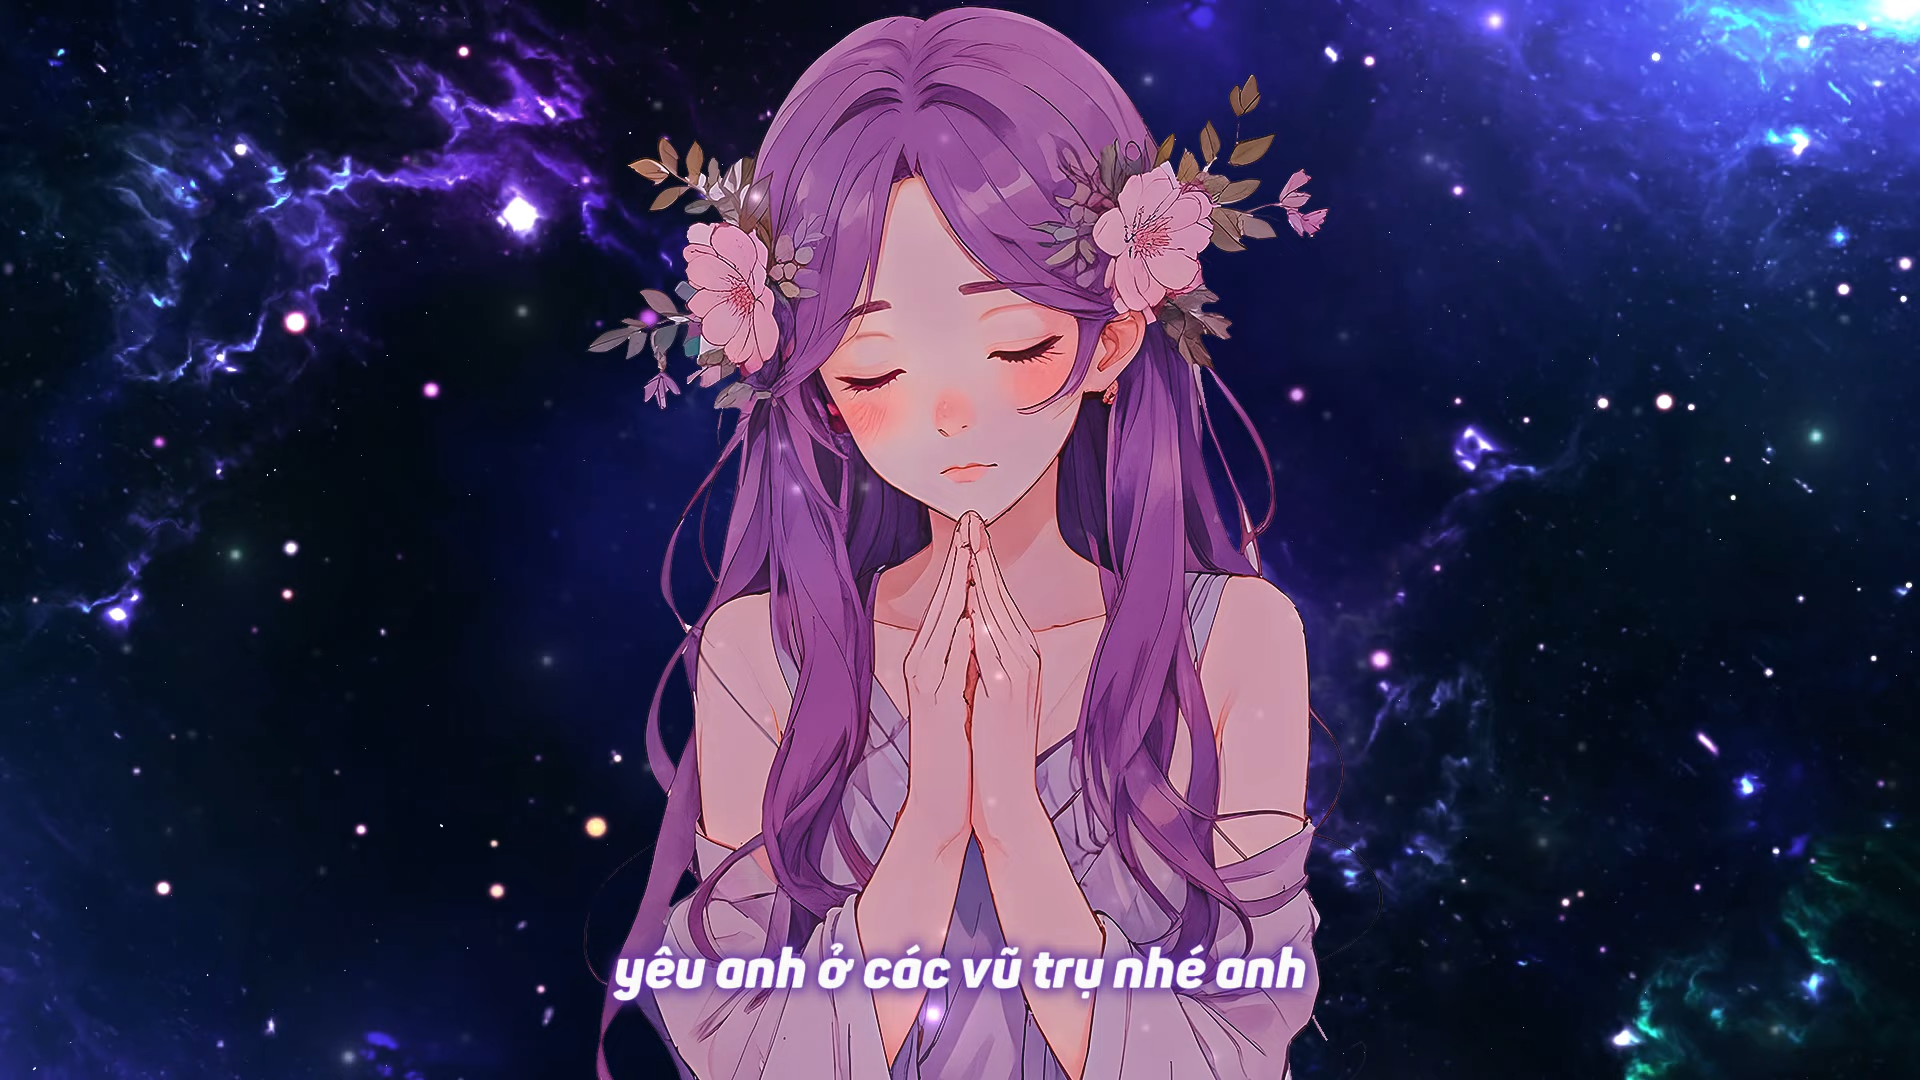 yêu anh ở các vũ trụ nhé anh